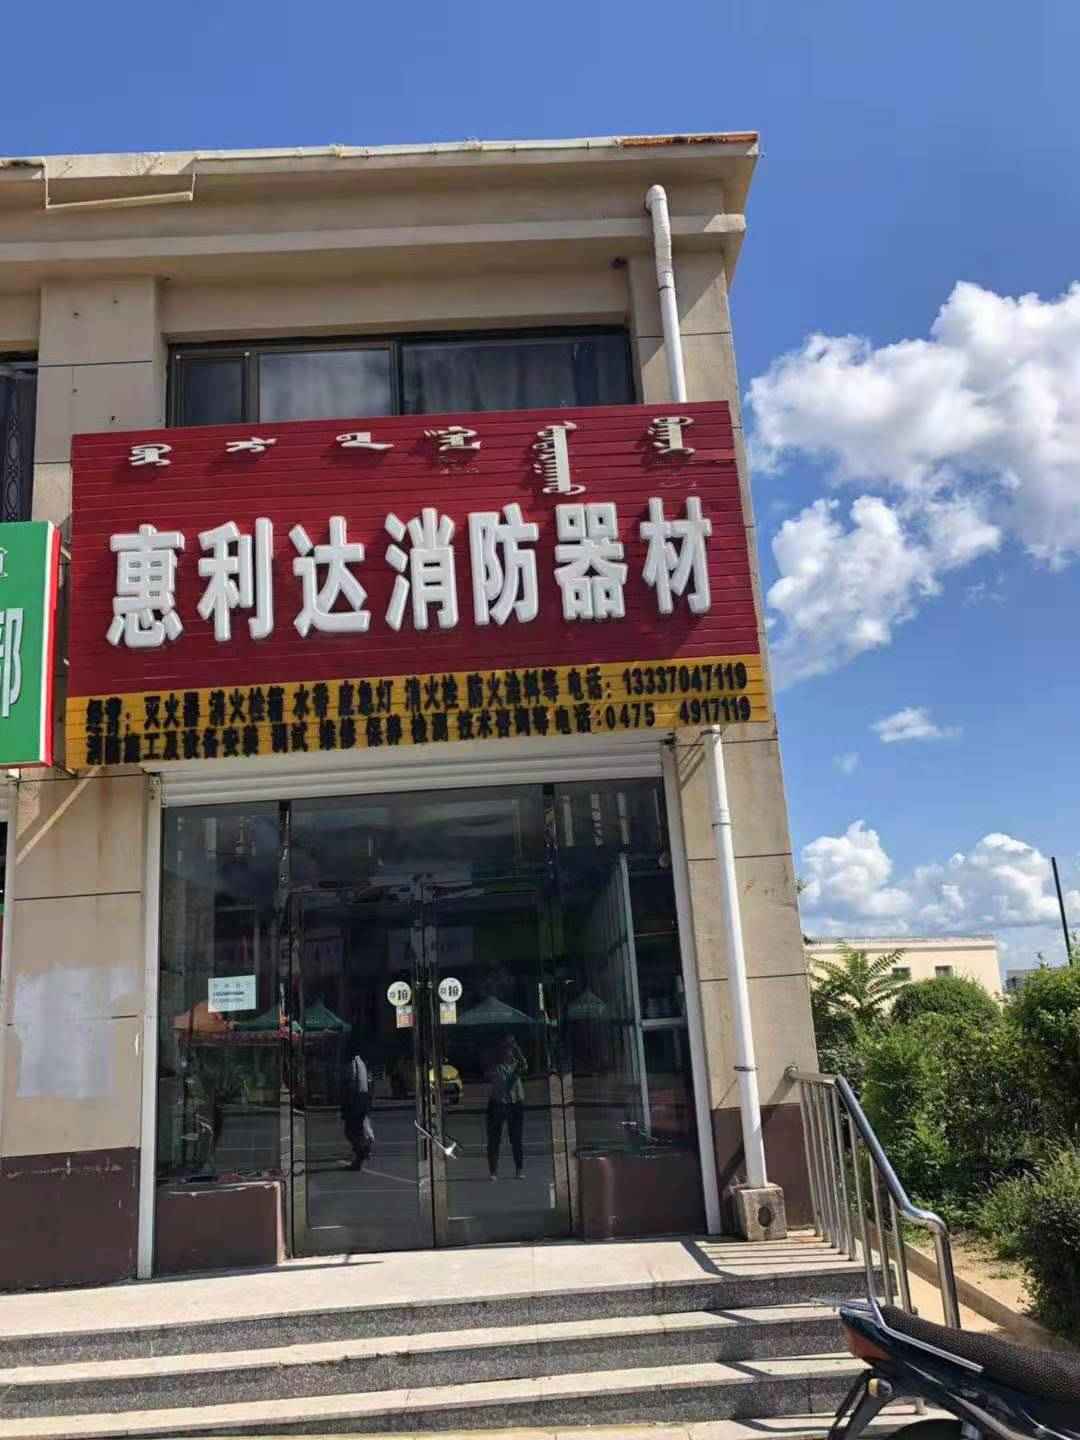 惠利达消防器材
经营：灭火器 消火栓箱 水带 应急灯 消火栓 防火涂料等 电话：13337047119
消防施工及设备安装 调试 维修 保养 检测 技术咨询等 电话：0475 4917119